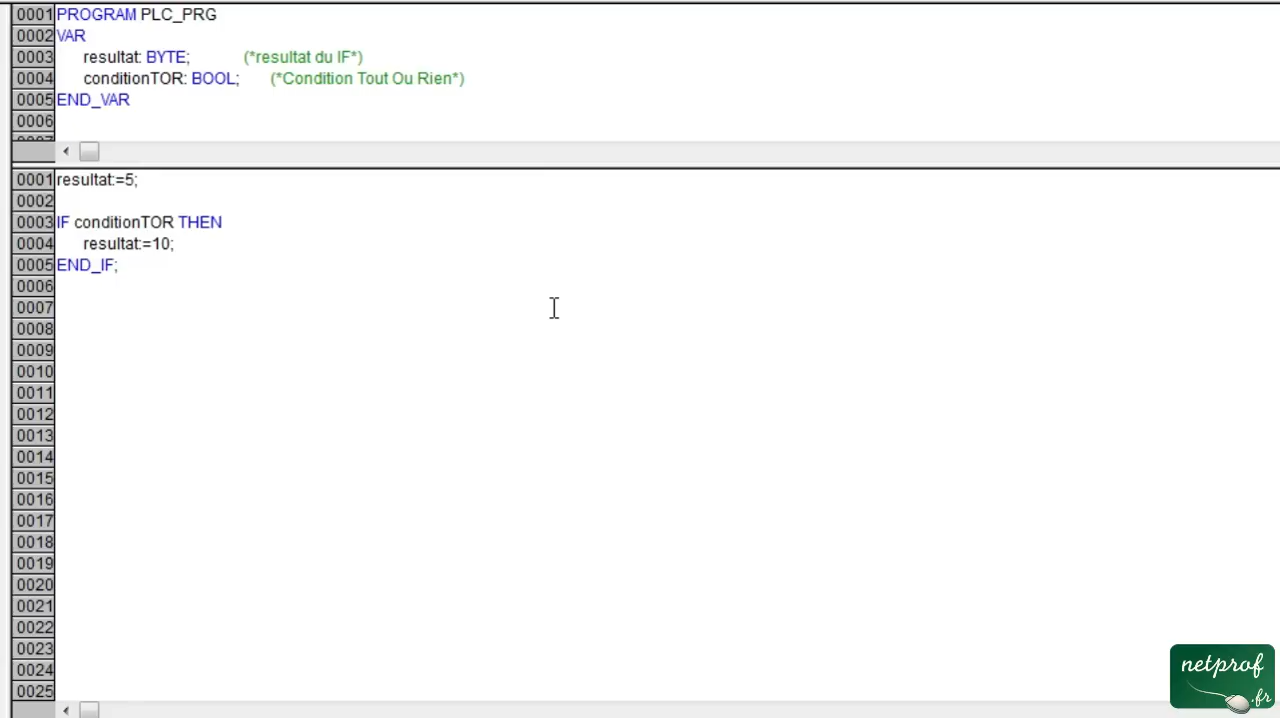 0001 PROGRAM PLC_PRG
0002 VAR
0003 resultat: BYTE; (*resultat du IF*)
0004 conditionTOR: BOOL; (*Condition Tout Ou Rien*)
0005 END_VAR
0006
0007
0001 resultat:=5;
0002
0003 IF conditionTOR THEN
0004 resultat:=10;
0005 END_IF;
0006
0007
0008
0009
0010
0011
0012
0013
0014
0015
0016
0017
0018
0019
0020
0021
0022
0023
0024
0025
netprof
.fr